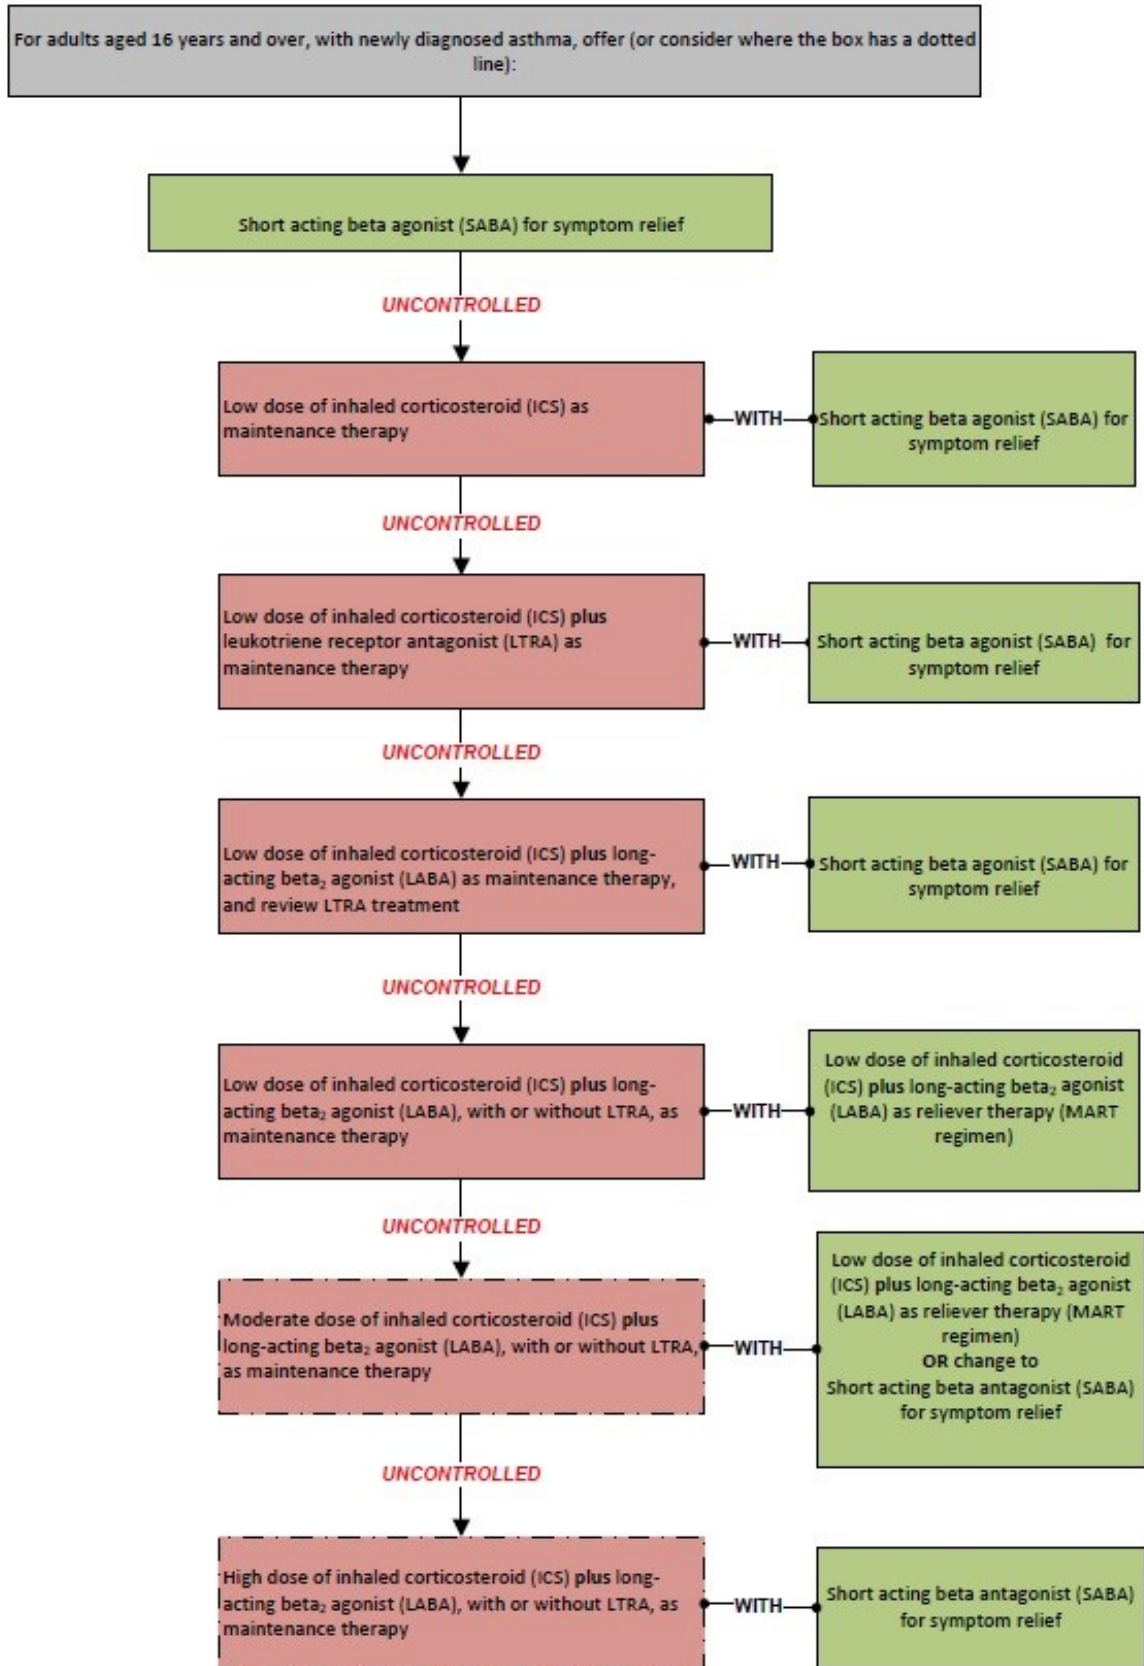 For adults aged 16 years and over, with newly diagnosed asthma, offer (or consider where the box has a dotted
line):
Short acting beta agonist (SABA) for symptom relief
UNCONTROLLED
Low dose of inhaled corticosteroid (ICS) as
maintenance therapy
WITH
Short acting beta agonist (SABA) for
symptom relief
UNCONTROLLED
Low dose of inhaled corticosteroid (ICS) plus
leukotriene receptor antagonist (LTRA) as
maintenance therapy
WITH
Short acting beta agonist (SABA) for
symptom relief
UNCONTROLLED
Low dose of inhaled corticosteroid (ICS) plus long-
acting beta₂ agonist (LABA) as maintenance therapy,
and review LTRA treatment
WITH
Short acting beta agonist (SABA) for
symptom relief
UNCONTROLLED
Low dose of inhaled corticosteroid (ICS) plus long-
acting beta₂ agonist (LABA), with or without LTRA, as
maintenance therapy
WITH
Low dose of inhaled corticosteroid
(ICS) plus long-acting beta₂ agonist
(LABA) as reliever therapy (MART
regimen)
UNCONTROLLED
Moderate dose of inhaled corticosteroid (ICS) plus
long-acting beta₂ agonist (LABA), with or without LTRA,
as maintenance therapy
WITH
Low dose of inhaled corticosteroid
(ICS) plus long-acting beta₂ agonist
(LABA) as reliever therapy (MART
regimen)
OR change to
Short acting beta antagonist (SABA)
for symptom relief
UNCONTROLLED
High dose of inhaled corticosteroid (ICS) plus long-
acting beta₂ agonist (LABA), with or without LTRA, as
maintenance therapy
WITH
Short acting beta antagonist (SABA)
for symptom relief